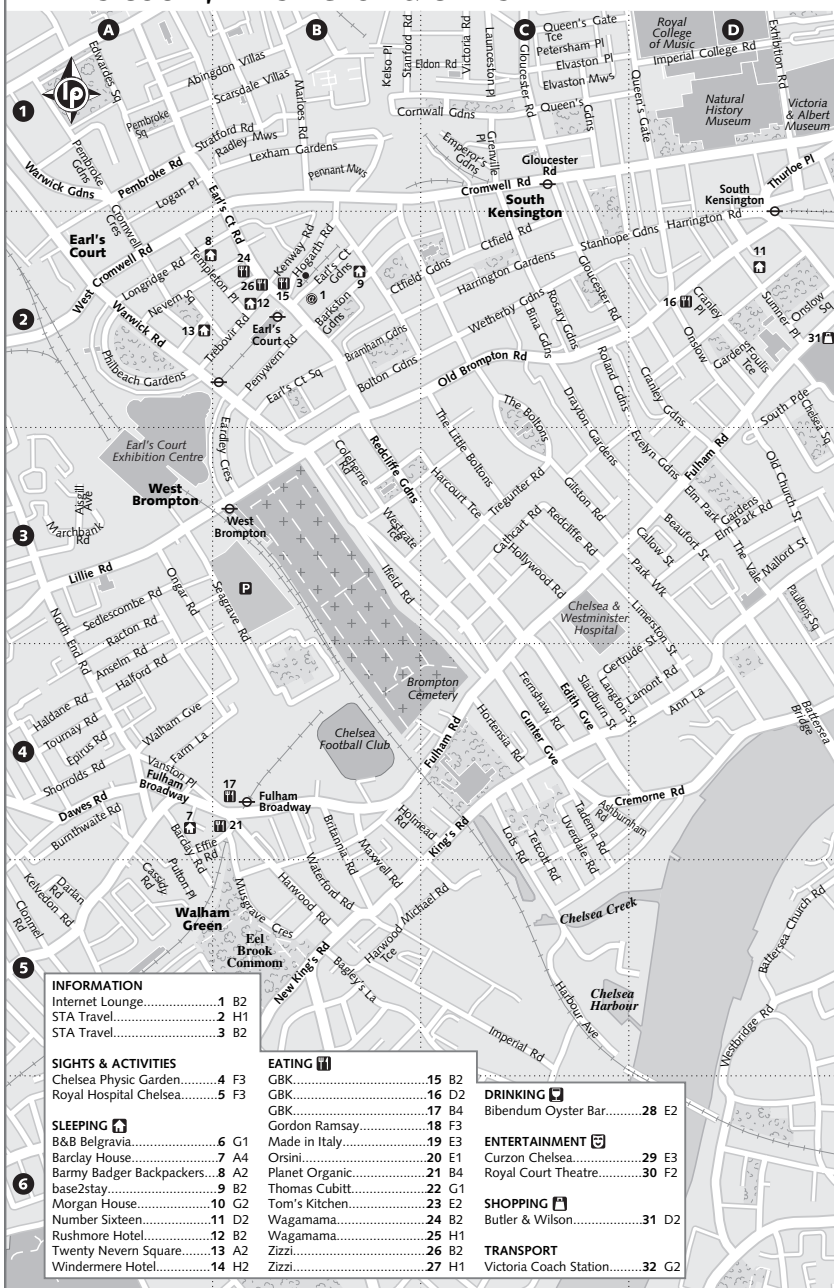 A
B
C
D
Queen's Gate
Tce
Petersham Pl
Elvaston Pl
Elvaston Mws
Queen's Gdns
Queen's Gate
Royal
College
of Music
Imperial College Rd
Exhibition Rd
Natural
History
Museum
Victoria
& Albert
Museum
Edwardes Sq
lp
Abingdon Villas
Scarsdale Villas
Marloes Rd
Kelso Pl
Stanford Rd
Eldon Rd
Victoria Rd
Launceston Pl
Gloucester Rd
1
Pembroke
Sq
Stratford Rd
Radley Mws
Lexham Gardens
Cornwall Gdns
Emperor's
Gdns
Grenville
Pl
Pembroke
Gdns
Pennant Mws
Gloucester
Rd
Warwick Gdns
Pembroke Rd
Logan Pl
Cromwell Rd
South
Kensington
South
Kensington
Thurloe Pl
Cromwell
Cres
Earl's Ct Rd
Earl's
Court
West Cromwell Rd
Kenway Rd
Hogarth Rd
Earl's Ct
Gdns
Ctfield Rd
Stanhope Gdns
Harrington Rd
8
24
26
15
3
1
9
12
13
11
16
31
Templeton Pl
Longridge Rd
Nevern Sq
Ctfield Gdns
Harrington Gardens
Gloucester Rd
Cranley
Pl
Onslow
Gardens
Sumner Pl
Onslow
Sq
2
Warwick Rd
Trebovir Rd
Earl's
Court
Barkston
Gdns
Wetherby Gdns
Bina Gdns
Rosary Gdns
Foulis
Tce
Philbeach Gardens
Penywern Rd
Bramham Gdns
Bolton Gdns
Old Brompton Rd
Roland Gdns
Cranley Gdns
Earl's Ct Sq
The Boltons
Drayton Gardens
South Pde
Chelsea Sq
Earl's Court
Exhibition Centre
Eardley Cres
Coleherne
Rd
Redcliffe Gdns
The Little Boltons
Evelyn Gdns
Fulham Rd
Old Church St
Aisgill
Ave
West
Brompton
Harcourt Tce
Tregunter Rd
Gilston Rd
Elm Park
Gardens
Elm Park Rd
3
Marchbank
Rd
West
Brompton
Westgate
Tce
Cathcart Rd
Redcliffe Rd
Hollywood Rd
Callow St
Beaufort St
The Vale
Mallord St
Lillie Rd
Ongar Rd
Seagrave Rd
P
Ifield Rd
Park Wk
Paultons Sq
Sedlescombe Rd
Racton Rd
Anselm Rd
Halford Rd
North End Rd
Chelsea &
Westminister
Hospital
Limerston St
Gertrude St
Brompton
Cemetery
Fernshaw Rd
Edith Gve
Slaidburn St
Langton St
Lamont Rd
Ann La
Haldane Rd
Tournay Rd
Epirus Rd
Shorrolds Rd
Walham Gve
Farm La
Chelsea
Football Club
Fulham Rd
Hortensia Rd
Gunter Gve
Battersea
Bridge
4
Vanston Pl
Fulham
Broadway
17
Fulham
Broadway
Dawes Rd
Burnthwaite Rd
7
Barclay Rd
Effie
Rd
21
Britannia Rd
Holmead
Rd
King's Rd
Cremorne Rd
Ashburnham
Rd
Tadema Rd
Uverdale Rd
Tetcott Rd
Lots Rd
Maxwell Rd
Cassidy
Rd
Pulton Pl
Darlan
Rd
Kelvedon Rd
Clonmel
Rd
Waterford Rd
Harwood Rd
Musgrave Cres
Walham
Green
Eel
Brook
Commom
Harwood
Tce
Michael Rd
Chelsea Creek
5
New King's Rd
Bagley's La
Chelsea
Harbour
Harbour Ave
Imperial Rd
Battersea Church Rd
Westbridge Rd
6
INFORMATION
Internet Lounge....................1 B2
STA Travel....................2 H1
STA Travel....................3 B2
SIGHTS & ACTIVITIES
Chelsea Physic Garden..........4 F3
Royal Hospital Chelsea..........5 F3
SLEEPING
B&B Belgravia....................6 G1
Barclay House....................7 A4
Barmy Badger Backpackers...8 A2
base2stay....................9 B2
Morgan House....................10 G2
Number Sixteen....................11 D2
Rushmore Hotel....................12 B2
Twenty Nevern Square..........13 A2
Windermere Hotel...............14 H2
EATING
GBK....................15 B2
GBK....................16 D2
GBK....................17 B4
Gordon Ramsay....................18 F3
Made in Italy....................19 E3
Orsini....................20 E1
Planet Organic....................21 B4
Thomas Cubitt....................22 G1
Tom's Kitchen....................23 E2
Wagamama....................24 B2
Wagamama....................25 H1
Zizzi....................26 B2
Zizzi....................27 H1
DRINKING
Bibendum Oyster Bar..........28 E2
ENTERTAINMENT
Curzon Chelsea....................29 E3
Royal Court Theatre..........30 F2
SHOPPING
Butler & Wilson....................31 D2
TRANSPORT
Victoria Coach Station..........32 G2